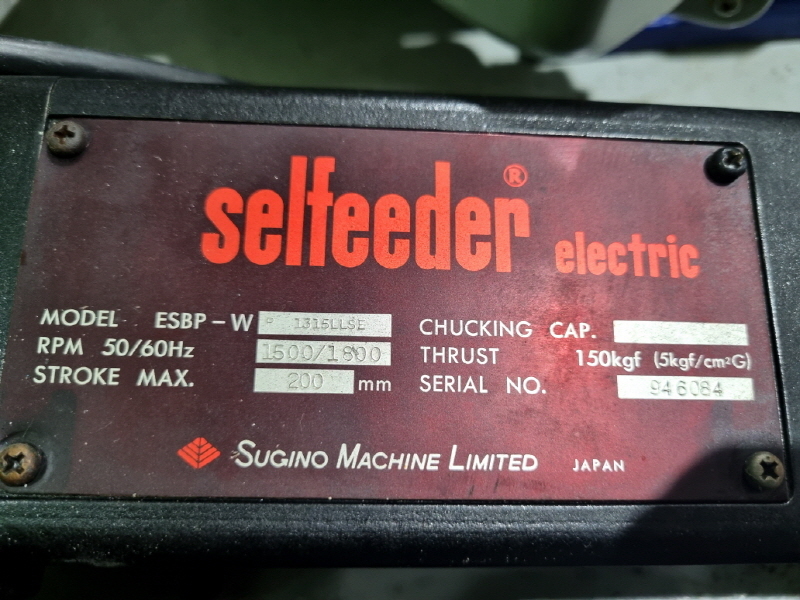 selfeeder® electric
MODEL ESBP-W P 1315LLSE
RPM 50/60Hz 1500/1800
STROKE MAX. 200 mm
CHUCKING CAP.
THRUST 150kgf (5kgf/cm²G)
SERIAL NO. 946084
SUGINO MACHINE LIMITED JAPAN